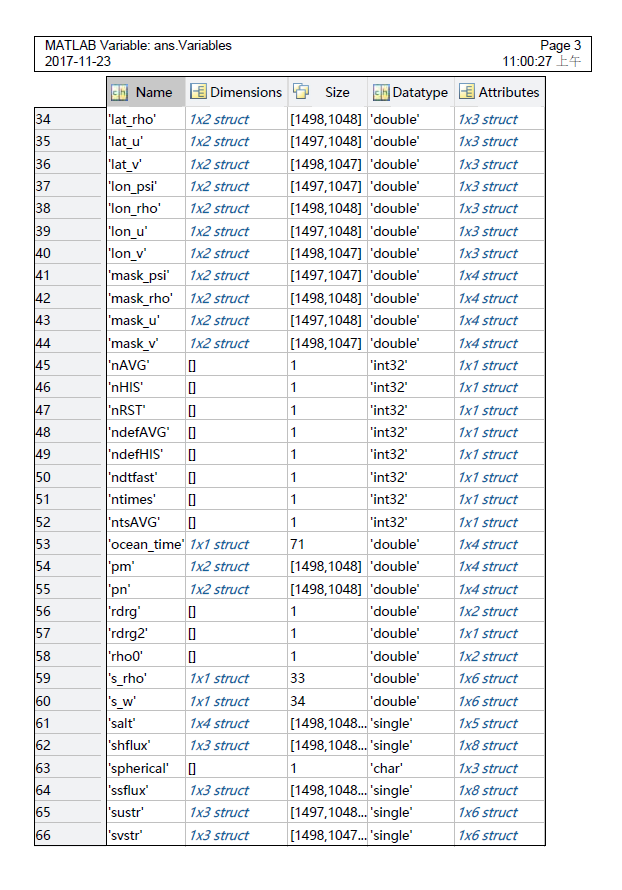 MATLAB Variable: ans.Variables Page 3
2017-11-23 11:00:27 上午
Name Dimensions Size Datatype Attributes
34 'lat_rho' 1x2 struct [1498,1048] 'double' 1x3 struct
35 'lat_u' 1x2 struct [1497,1048] 'double' 1x3 struct
36 'lat_v' 1x2 struct [1498,1047] 'double' 1x3 struct
37 'lon_psi' 1x2 struct [1497,1047] 'double' 1x3 struct
38 'lon_rho' 1x2 struct [1498,1048] 'double' 1x3 struct
39 'lon_u' 1x2 struct [1497,1048] 'double' 1x3 struct
40 'lon_v' 1x2 struct [1498,1047] 'double' 1x3 struct
41 'mask_psi' 1x2 struct [1497,1047] 'double' 1x4 struct
42 'mask_rho' 1x2 struct [1498,1048] 'double' 1x4 struct
43 'mask_u' 1x2 struct [1497,1048] 'double' 1x4 struct
44 'mask_v' 1x2 struct [1498,1047] 'double' 1x4 struct
45 'nAVG' [] 1 'int32' 1x1 struct
46 'nHIS' [] 1 'int32' 1x1 struct
47 'nRST' [] 1 'int32' 1x1 struct
48 'ndefAVG' [] 1 'int32' 1x1 struct
49 'ndefHIS' [] 1 'int32' 1x1 struct
50 'ndtfast' [] 1 'int32' 1x1 struct
51 'ntimes' [] 1 'int32' 1x1 struct
52 'ntsAVG' [] 1 'int32' 1x1 struct
53 'ocean_time' 1x1 struct 71 'double' 1x4 struct
54 'pm' 1x2 struct [1498,1048] 'double' 1x4 struct
55 'pn' 1x2 struct [1498,1048] 'double' 1x4 struct
56 'rdrg' [] 1 'double' 1x2 struct
57 'rdrg2' [] 1 'double' 1x1 struct
58 'rho0' [] 1 'double' 1x2 struct
59 's_rho' 1x1 struct 33 'double' 1x6 struct
60 's_w' 1x1 struct 34 'double' 1x6 struct
61 'salt' 1x4 struct [1498,1048... 'single' 1x5 struct
62 'shflux' 1x3 struct [1498,1048... 'single' 1x8 struct
63 'spherical' [] 1 'char' 1x3 struct
64 'ssflux' 1x3 struct [1498,1048... 'single' 1x8 struct
65 'sustr' 1x3 struct [1497,1048... 'single' 1x6 struct
66 'svstr' 1x3 struct [1498,1047... 'single' 1x6 struct